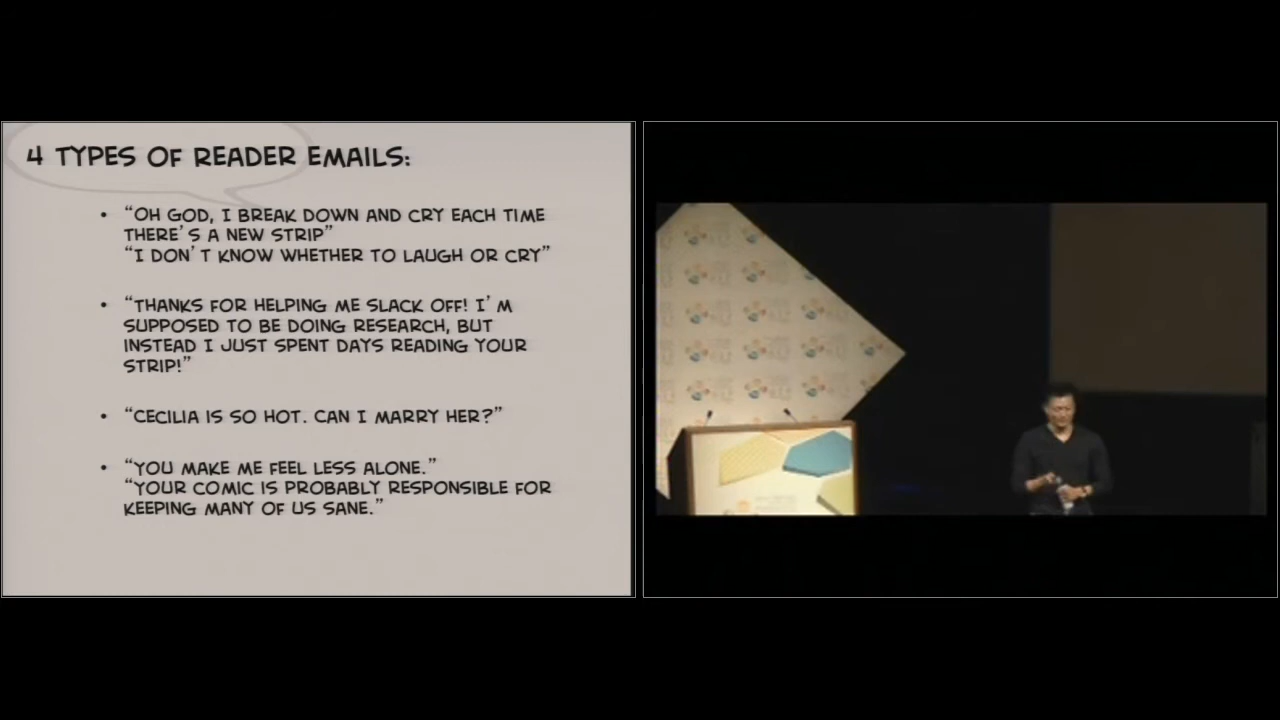 4 TYPES OF READER EMAILS:
• “OH GOD, I BREAK DOWN AND CRY EACH TIME
THERE'S A NEW STRIP”
“I DON'T KNOW WHETHER TO LAUGH OR CRY”
• “THANKS FOR HELPING ME SLACK OFF! I'M
SUPPOSED TO BE DOING RESEARCH, BUT
INSTEAD I JUST SPENT DAYS READING YOUR
STRIP!”
• “CECILIA IS SO HOT. CAN I MARRY HER?”
• “YOU MAKE ME FEEL LESS ALONE.”
“YOUR COMIC IS PROBABLY RESPONSIBLE FOR
KEEPING MANY OF US SANE.”